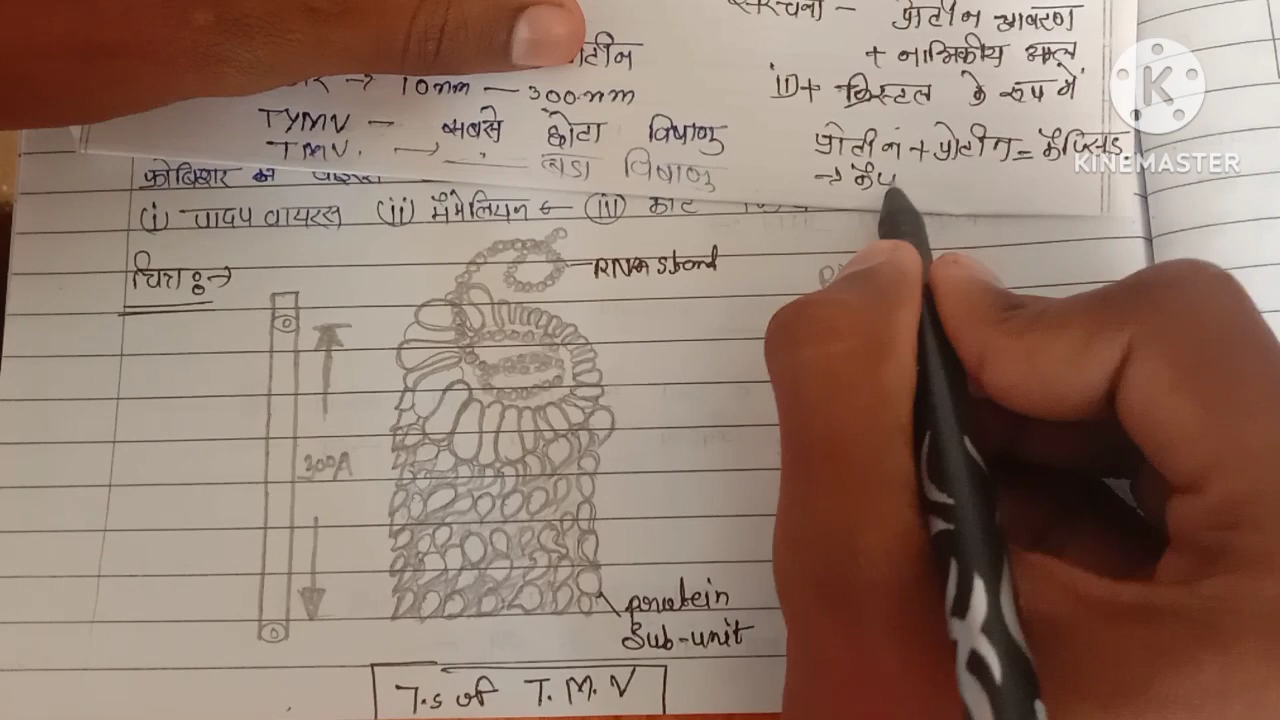 संरचना - प्रोटीन आवरण
+ नाभिकीय अम्ल
→ 10nm - 300nm
ii) + क्रिस्टल के रूप में
TYMV - सबसे छोटा विषाणु
TMV. → " बड़ा विषाणु
प्रोटीन + प्रोटीन = कैप्सिड
→ कैप
(i) पादप वायरस (ii) मैमेलियन (iii)
चित्र :→
RNA Stand
300A
protein
Sub-unit
T.s of T.M.V
K
KINEMASTER